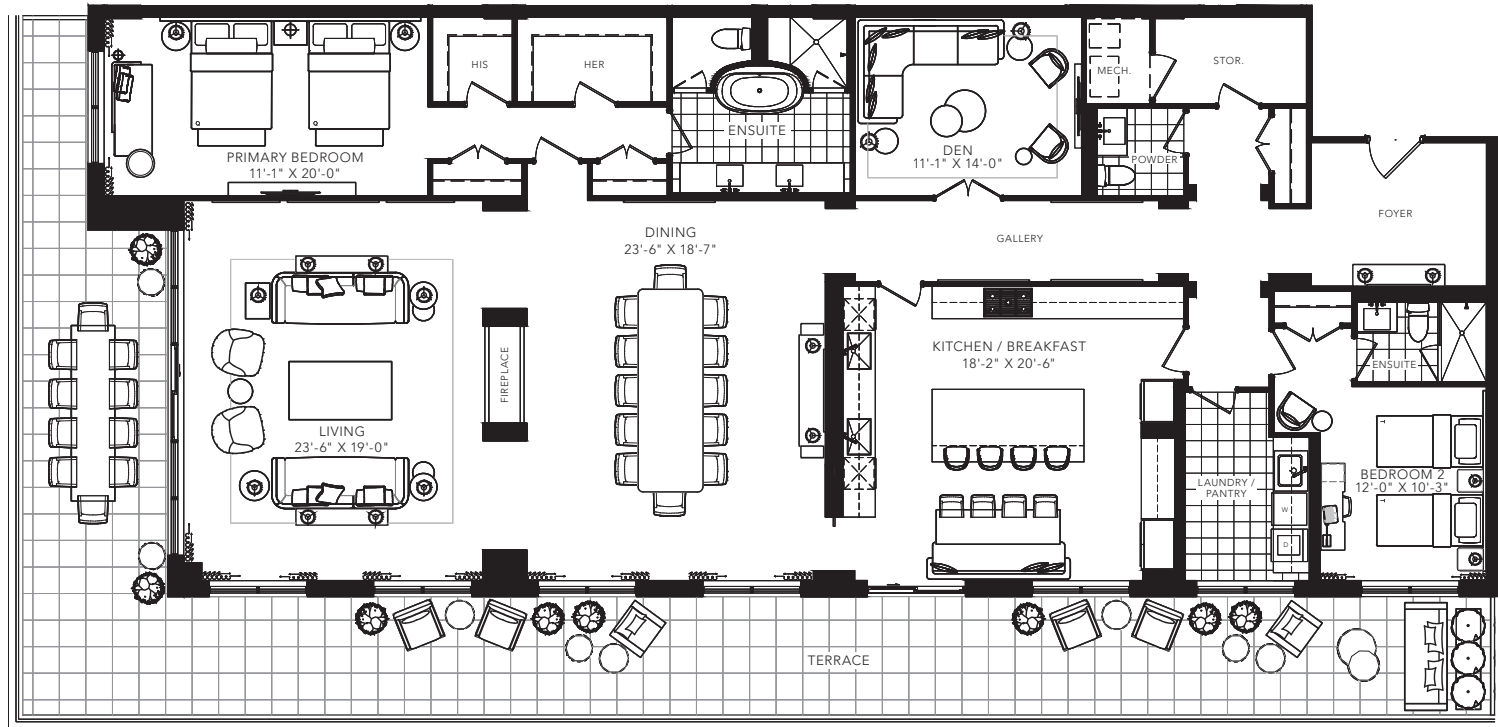 HIS
HER
MECH.
STOR.
ENSUITE
PRIMARY BEDROOM
11'-1" X 20'-0"
DEN
11'-1" X 14'-0"
POWDER
FOYER
DINING
23'-6" X 18'-7"
GALLERY
KITCHEN / BREAKFAST
18'-2" X 20'-6"
FIREPLACE
ENSUITE
LIVING
23'-6" X 19'-0"
LAUNDRY /
PANTRY
BEDROOM 2
12'-0" X 10'-3"
W
D
TERRACE